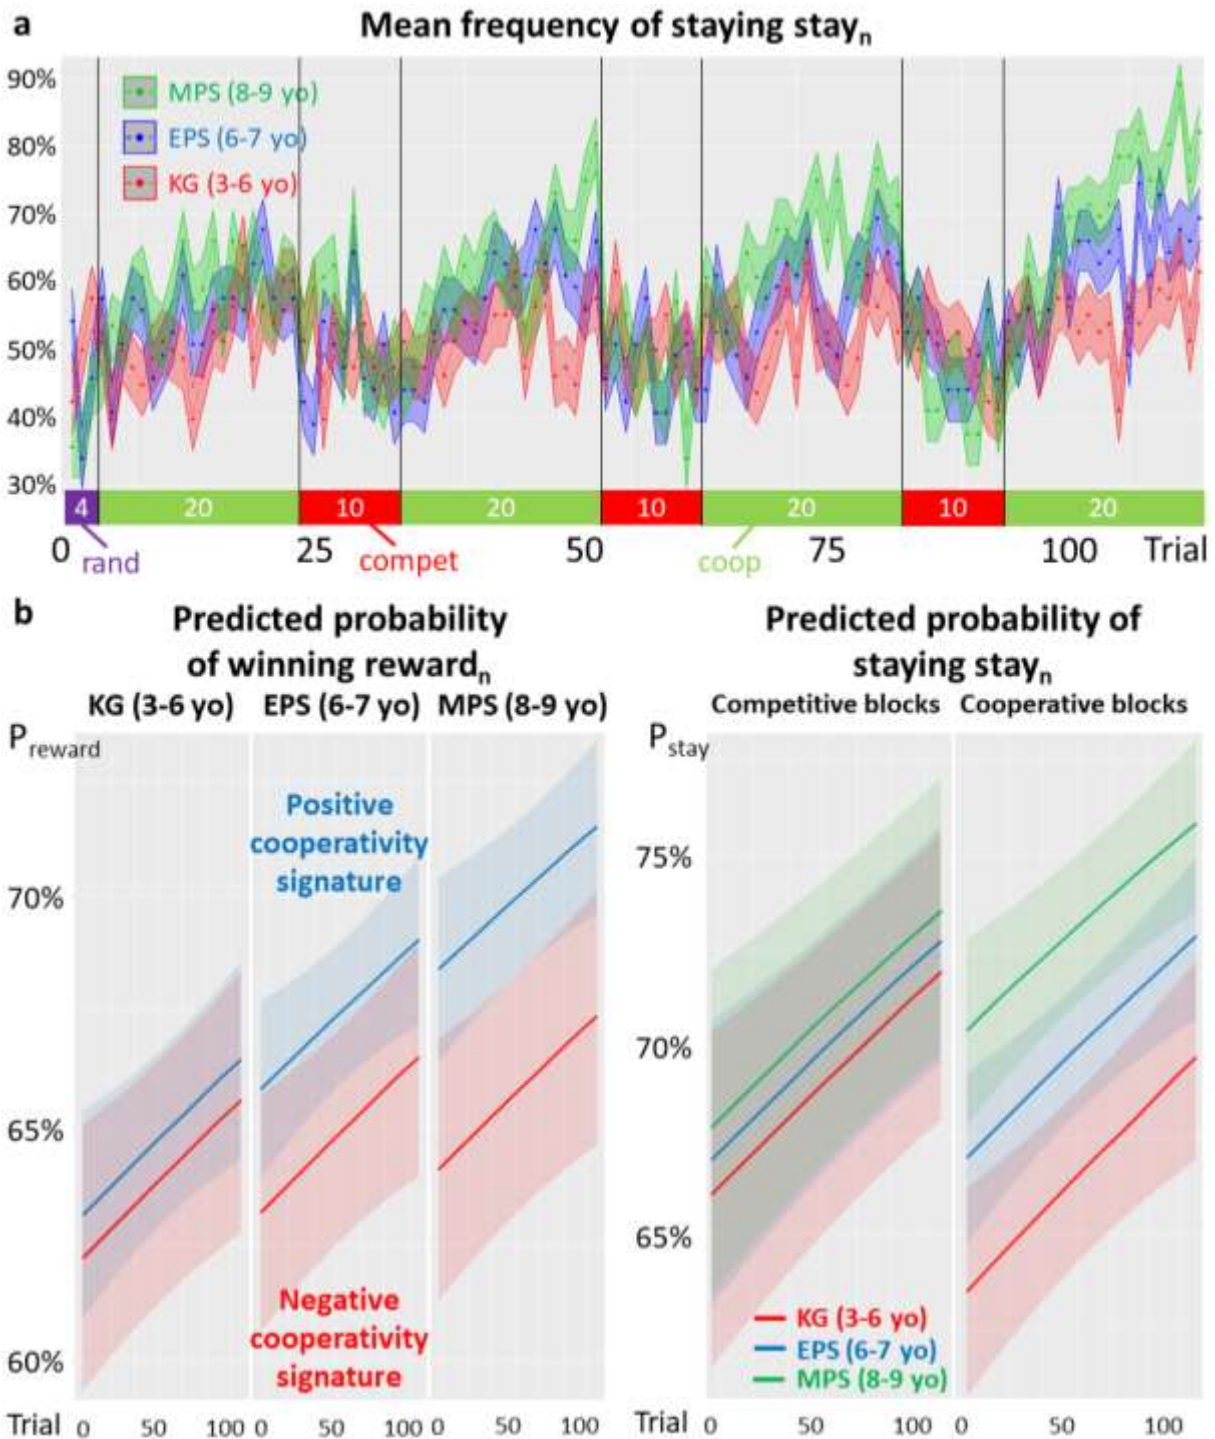 a
Mean frequency of staying stayₙ
90%
80%
70%
60%
50%
40%
30%
MPS (8-9 yo)
EPS (6-7 yo)
KG (3-6 yo)
4 20 10 20 10 20 10 20
0 25 50 75 100 Trial
rand compet coop
b
Predicted probability
of winning rewardₙ
KG (3-6 yo) EPS (6-7 yo) MPS (8-9 yo)
P reward
70%
65%
60%
Positive
cooperativity
signature
Negative
cooperativity
signature
Trial 0 50 100 0 50 100 0 50 100
Predicted probability of
staying stayₙ
Competitive blocks Cooperative blocks
P stay
75%
70%
65%
KG (3-6 yo)
EPS (6-7 yo)
MPS (8-9 yo)
Trial 0 50 100 0 50 100